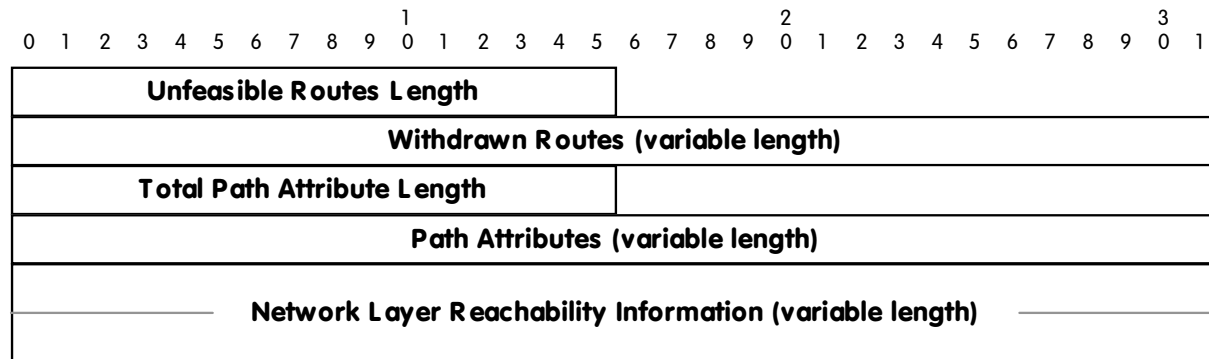 1 2 3
0 1 2 3 4 5 6 7 8 9 0 1 2 3 4 5 6 7 8 9 0 1 2 3 4 5 6 7 8 9 0 1
Unfeasible Routes Length
Withdrawn Routes (variable length)
Total Path Attribute Length
Path Attributes (variable length)
Network Layer Reachability Information (variable length)